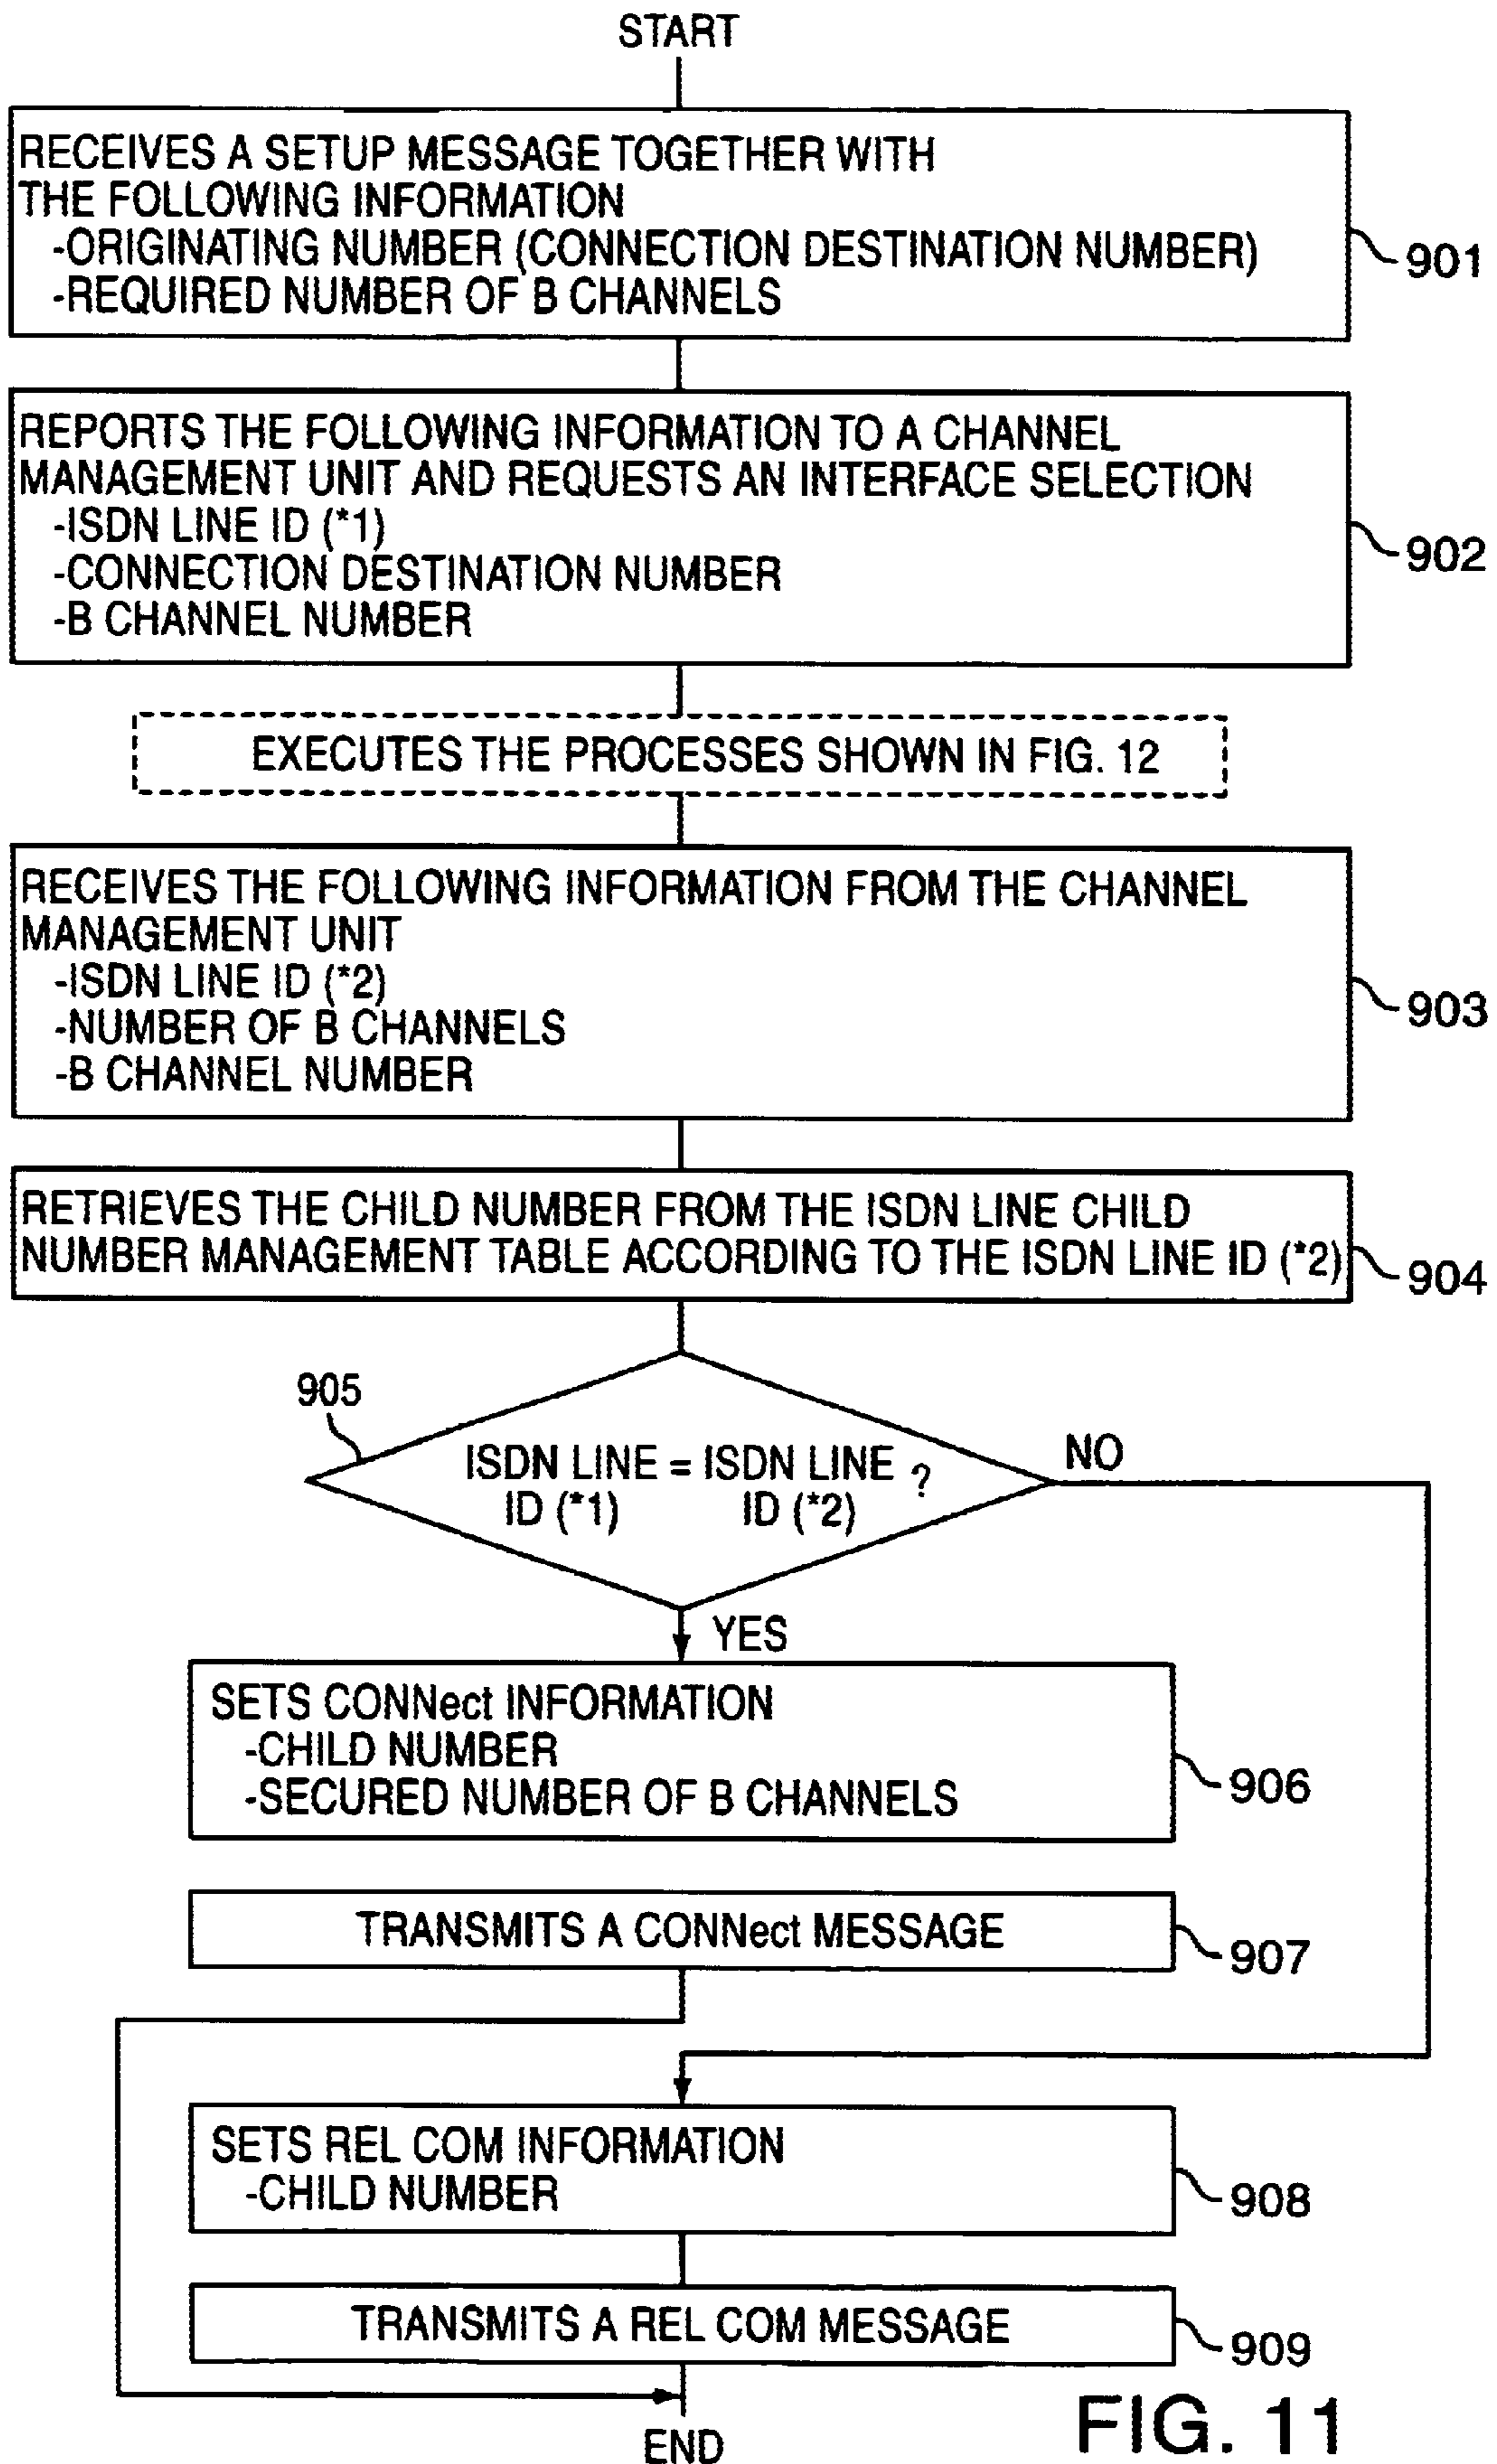 START
RECEIVES A SETUP MESSAGE TOGETHER WITH
THE FOLLOWING INFORMATION
-ORIGINATING NUMBER (CONNECTION DESTINATION NUMBER)
-REQUIRED NUMBER OF B CHANNELS
901
REPORTS THE FOLLOWING INFORMATION TO A CHANNEL
MANAGEMENT UNIT AND REQUESTS AN INTERFACE SELECTION
-ISDN LINE ID (*1)
-CONNECTION DESTINATION NUMBER
-B CHANNEL NUMBER
902
EXECUTES THE PROCESSES SHOWN IN FIG. 12
RECEIVES THE FOLLOWING INFORMATION FROM THE CHANNEL
MANAGEMENT UNIT
-ISDN LINE ID (*2)
-NUMBER OF B CHANNELS
-B CHANNEL NUMBER
903
RETRIEVES THE CHILD NUMBER FROM THE ISDN LINE CHILD
NUMBER MANAGEMENT TABLE ACCORDING TO THE ISDN LINE ID (*2)
904
905
ISDN LINE = ISDN LINE ?
ID (*1) ID (*2)
NO
YES
SETS CONNect INFORMATION
-CHILD NUMBER
-SECURED NUMBER OF B CHANNELS
906
TRANSMITS A CONNect MESSAGE
907
SETS REL COM INFORMATION
-CHILD NUMBER
908
TRANSMITS A REL COM MESSAGE
909
END
FIG. 11